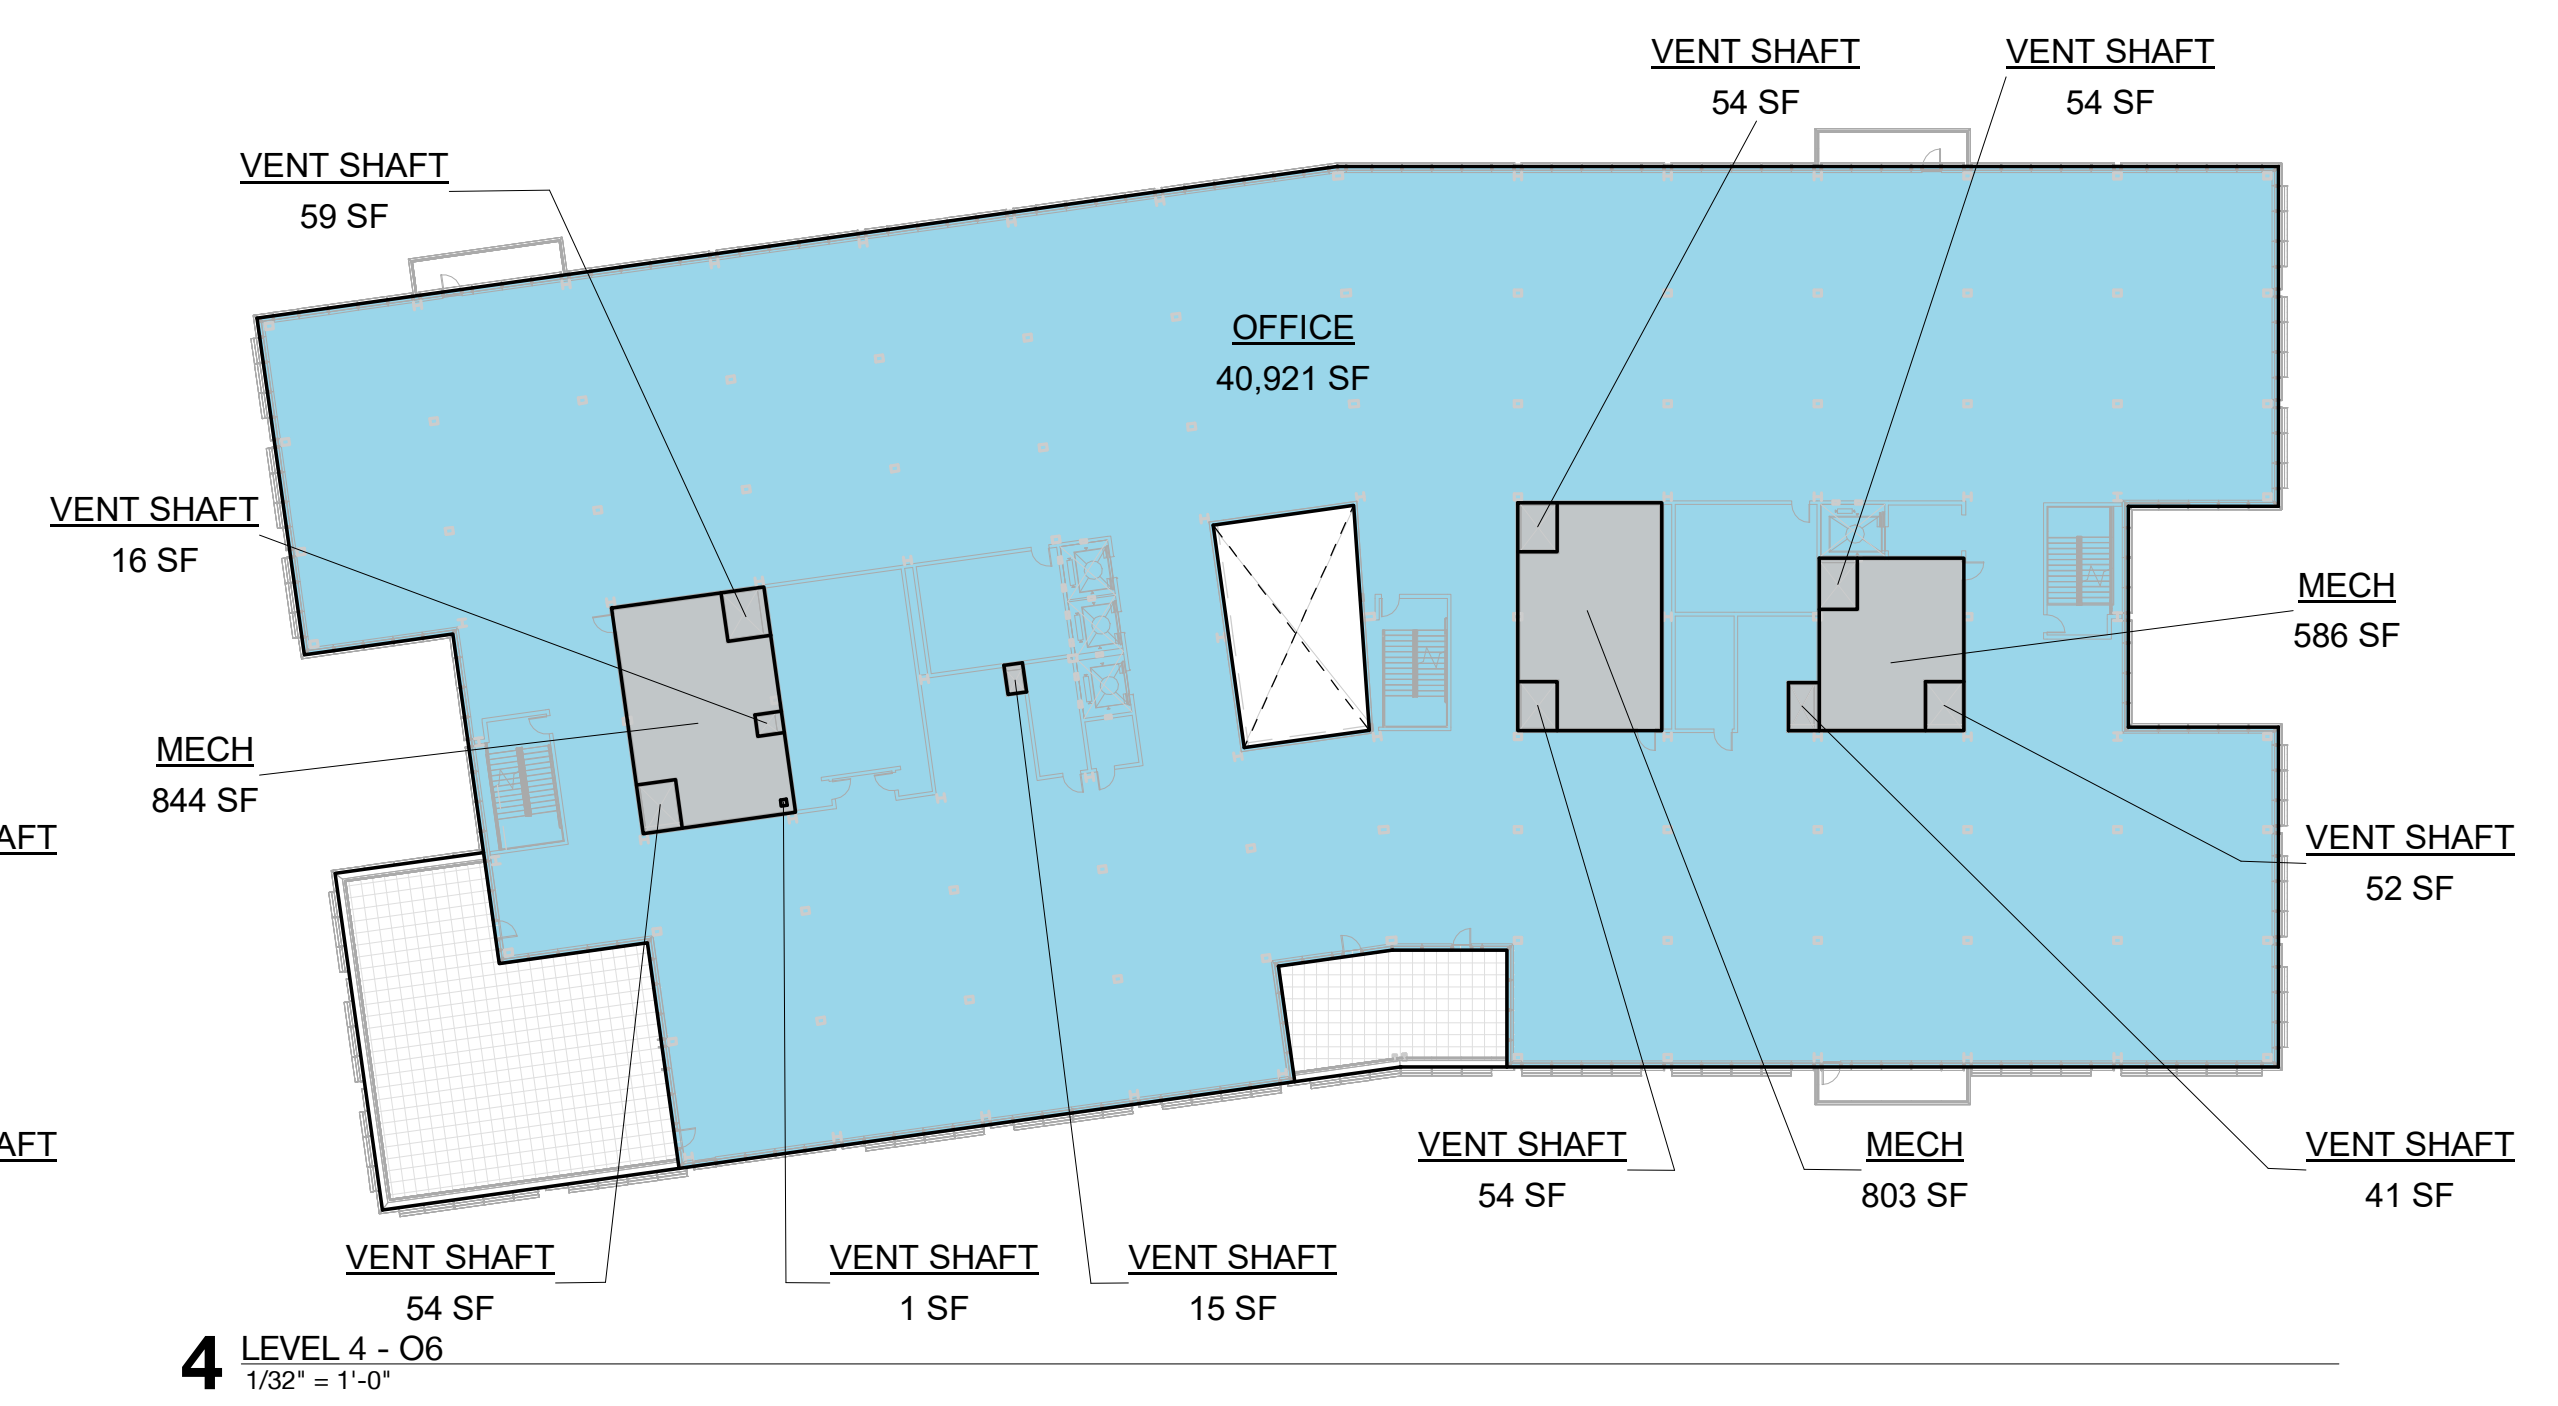 VENT SHAFT
54 SF
VENT SHAFT
54 SF
VENT SHAFT
59 SF
OFFICE
40,921 SF
VENT SHAFT
16 SF
MECH
586 SF
MECH
844 SF
AFT
VENT SHAFT
52 SF
AFT
VENT SHAFT
54 SF
MECH
803 SF
VENT SHAFT
41 SF
VENT SHAFT
54 SF
VENT SHAFT
1 SF
VENT SHAFT
15 SF
4
LEVEL 4 - O6
1/32" = 1'-0"